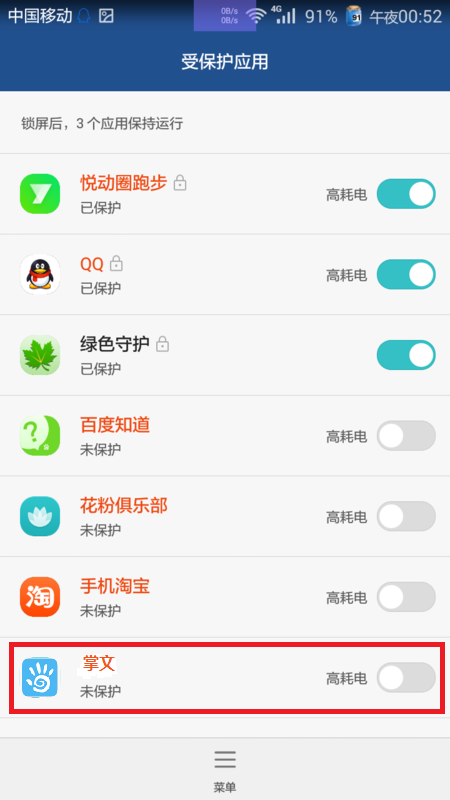 中国移动 0B/s 0B/s 4G 91% 91 午夜00:52
受保护应用
锁屏后，3 个应用保持运行
悦动圈跑步
已保护 高耗电
QQ
已保护 高耗电
绿色守护
已保护
百度知道
未保护 高耗电
花粉俱乐部
未保护 高耗电
淘 手机淘宝
未保护 高耗电
掌文
未保护 高耗电
菜单